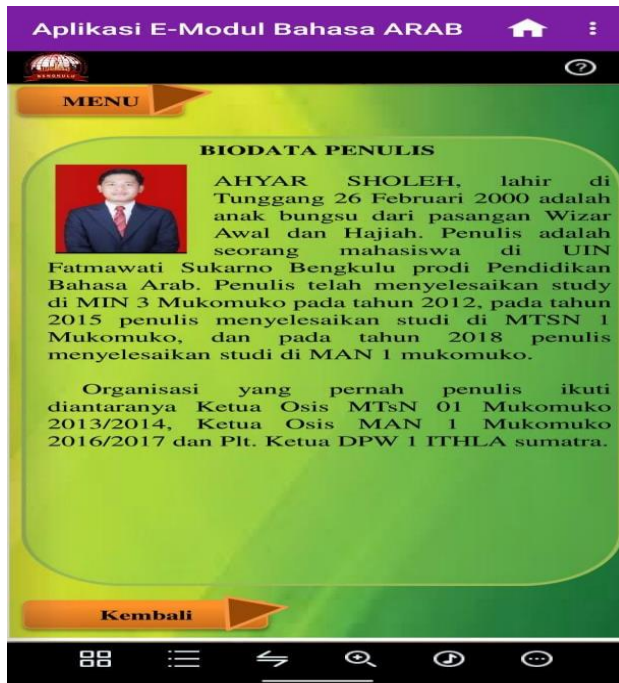 Aplikasi E-Modul Bahasa ARAB
BENGKULU
MENU
BIODATA PENULIS
AHYAR SHOLEH, lahir di
Tunggang 26 Februari 2000 adalah
anak bungsu dari pasangan Wizar
Awal dan Hajiah. Penulis adalah
seorang mahasiswa di UIN
Fatmawati Sukarno Bengkulu prodi Pendidikan
Bahasa Arab. Penulis telah menyelesaikan study
di MIN 3 Mukomuko pada tahun 2012, pada tahun
2015 penulis menyelesaikan studi di MTSN 1
Mukomuko, dan pada tahun 2018 penulis
menyelesaikan studi di MAN 1 mukomuko.
Organisasi yang pernah penulis ikuti
diantaranya Ketua Osis MTsN 01 Mukomuko
2013/2014, Ketua Osis MAN 1 Mukomuko
2016/2017 dan Plt. Ketua DPW 1 ITHLA sumatra.
Kembali